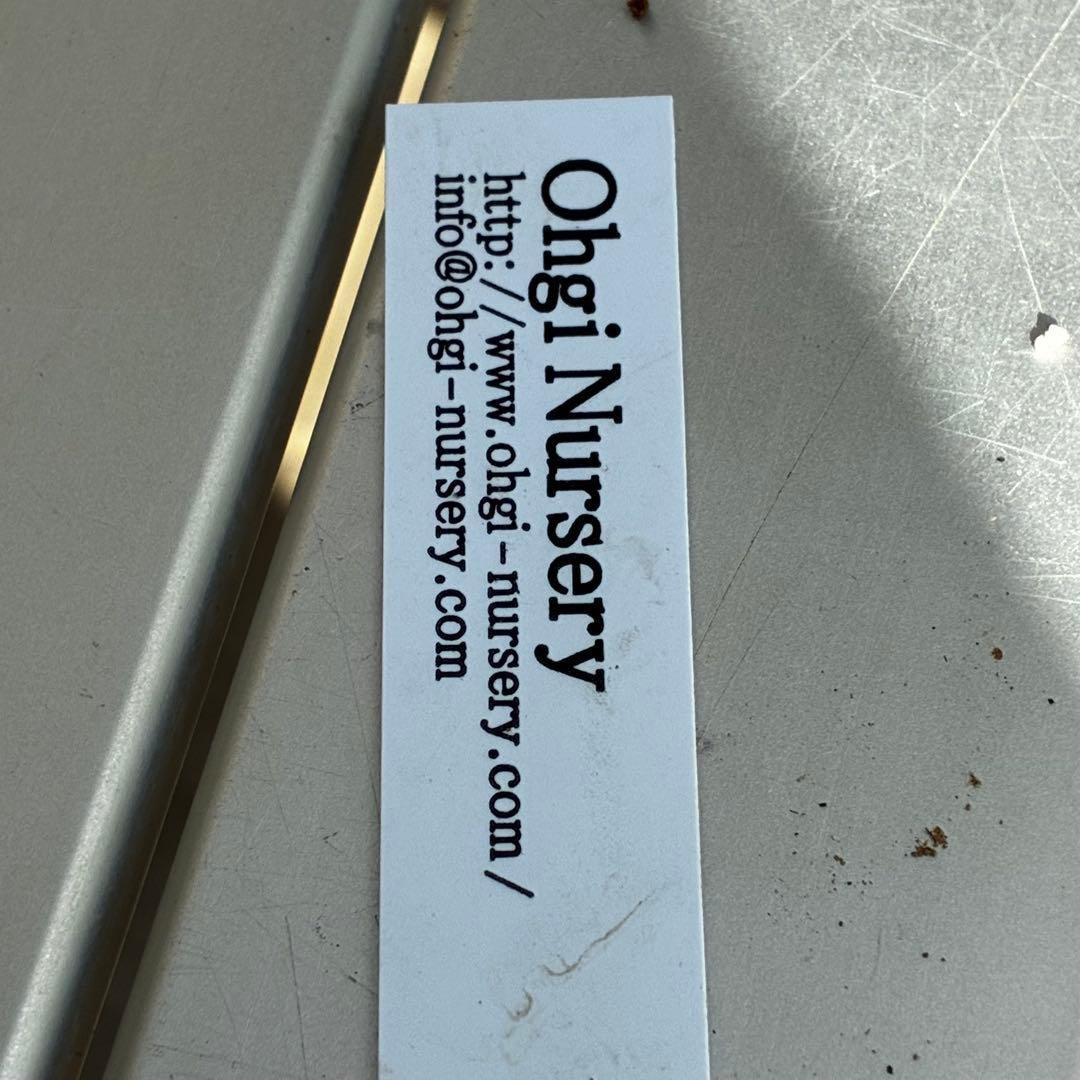 Ohgi Nursery
http://www.ohgi-nursery.com/
info@ohgi-nursery.com